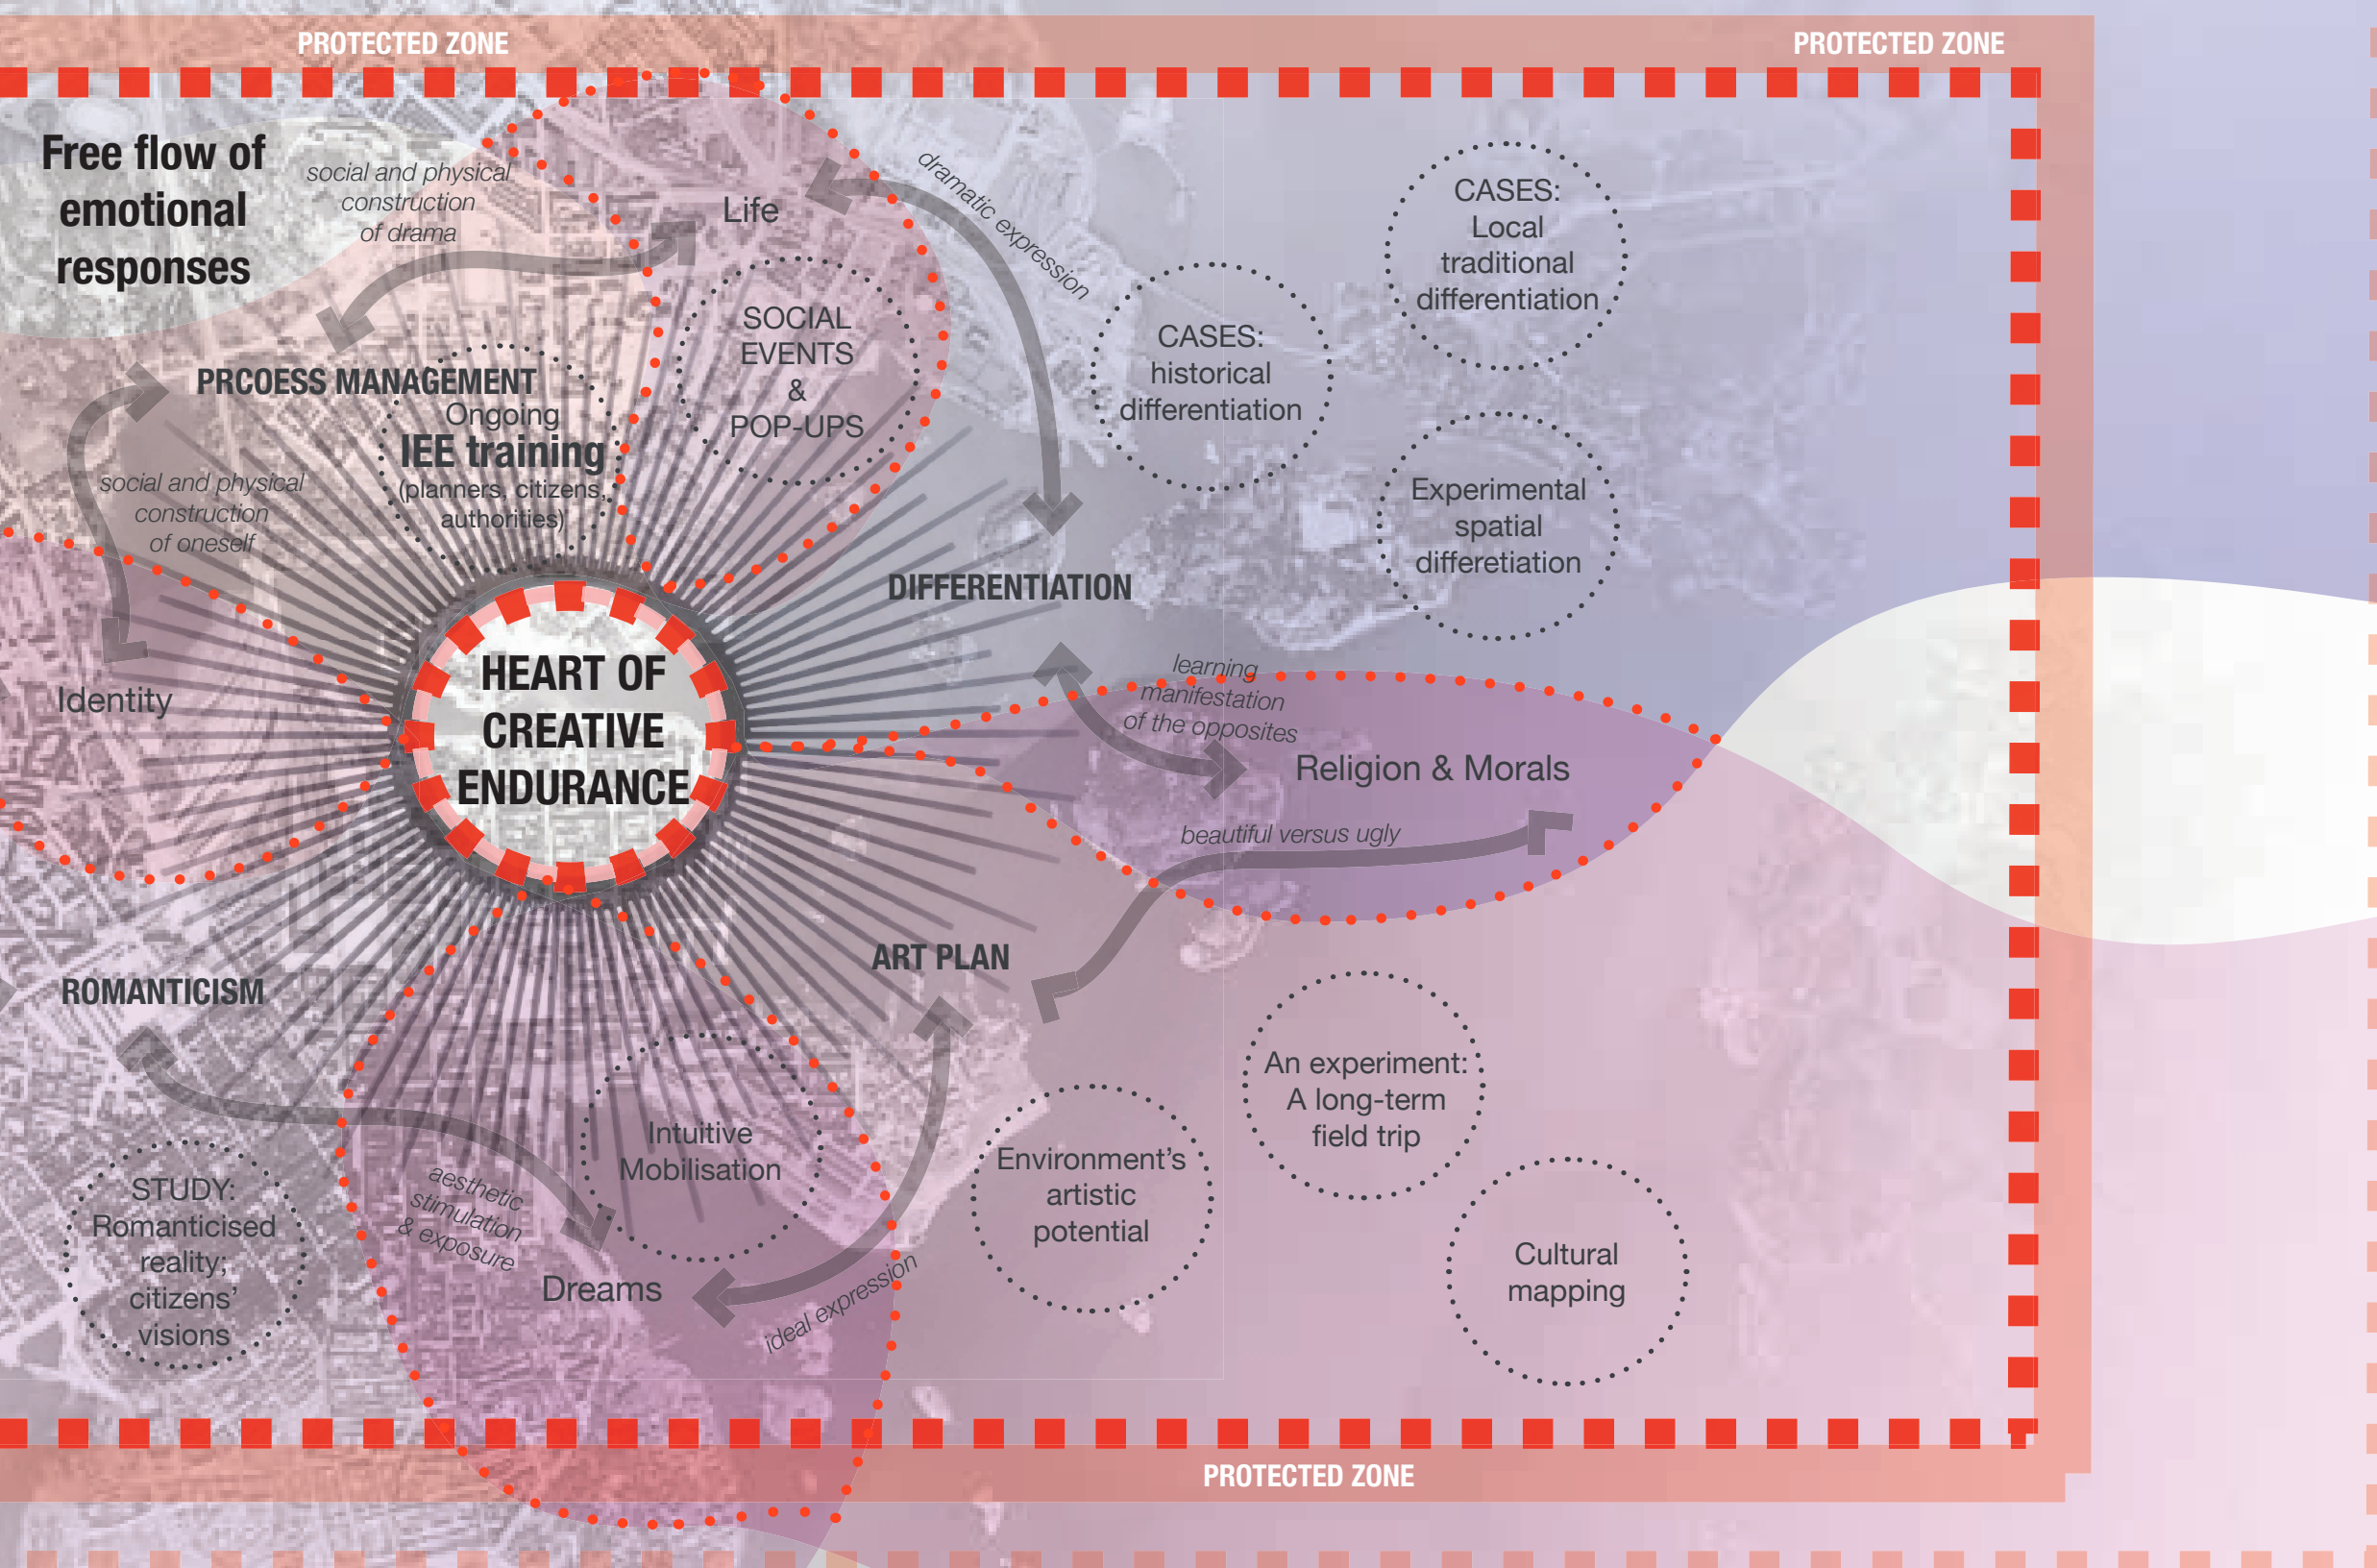 PROTECTED ZONE
PROTECTED ZONE
Free flow of
emotional
responses
social and physical
construction
of drama
Life
dramatic expression
CASES:
Local
traditional
differentiation
SOCIAL
EVENTS
&
POP-UPS
CASES:
historical
differentiation
PRCOESS MANAGEMENT
Ongoing
IEE training
(planners, citizens,
authorities)
social and physical
construction
of oneself
Experimental
spatial
differetiation
DIFFERENTIATION
Identity
HEART OF
CREATIVE
ENDURANCE
learning
manifestation
of the opposites
Religion & Morals
beautiful versus ugly
ART PLAN
ROMANTICISM
An experiment:
A long-term
field trip
Intuitive
Mobilisation
Environment's
artistic
potential
STUDY:
Romanticised
reality;
citizens'
visions
aesthetic
stimulation
& exposure
Dreams
ideal expression
Cultural
mapping
PROTECTED ZONE